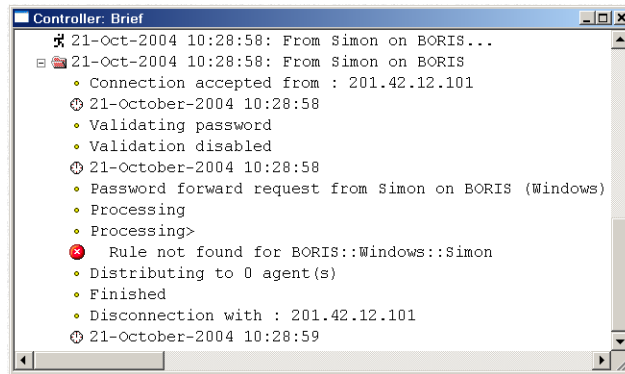 Controller: Brief
21-Oct-2004 10:28:58: From Simon on BORIS...
21-Oct-2004 10:28:58: From Simon on BORIS
Connection accepted from : 201.42.12.101
21-October-2004 10:28:58
Validating password
Validation disabled
21-October-2004 10:28:58
Password forward request from Simon on BORIS (Windows)
Processing
Processing>
Rule not found for BORIS::Windows::Simon
Distributing to 0 agent(s)
Finished
Disconnection with : 201.42.12.101
21-October-2004 10:28:59